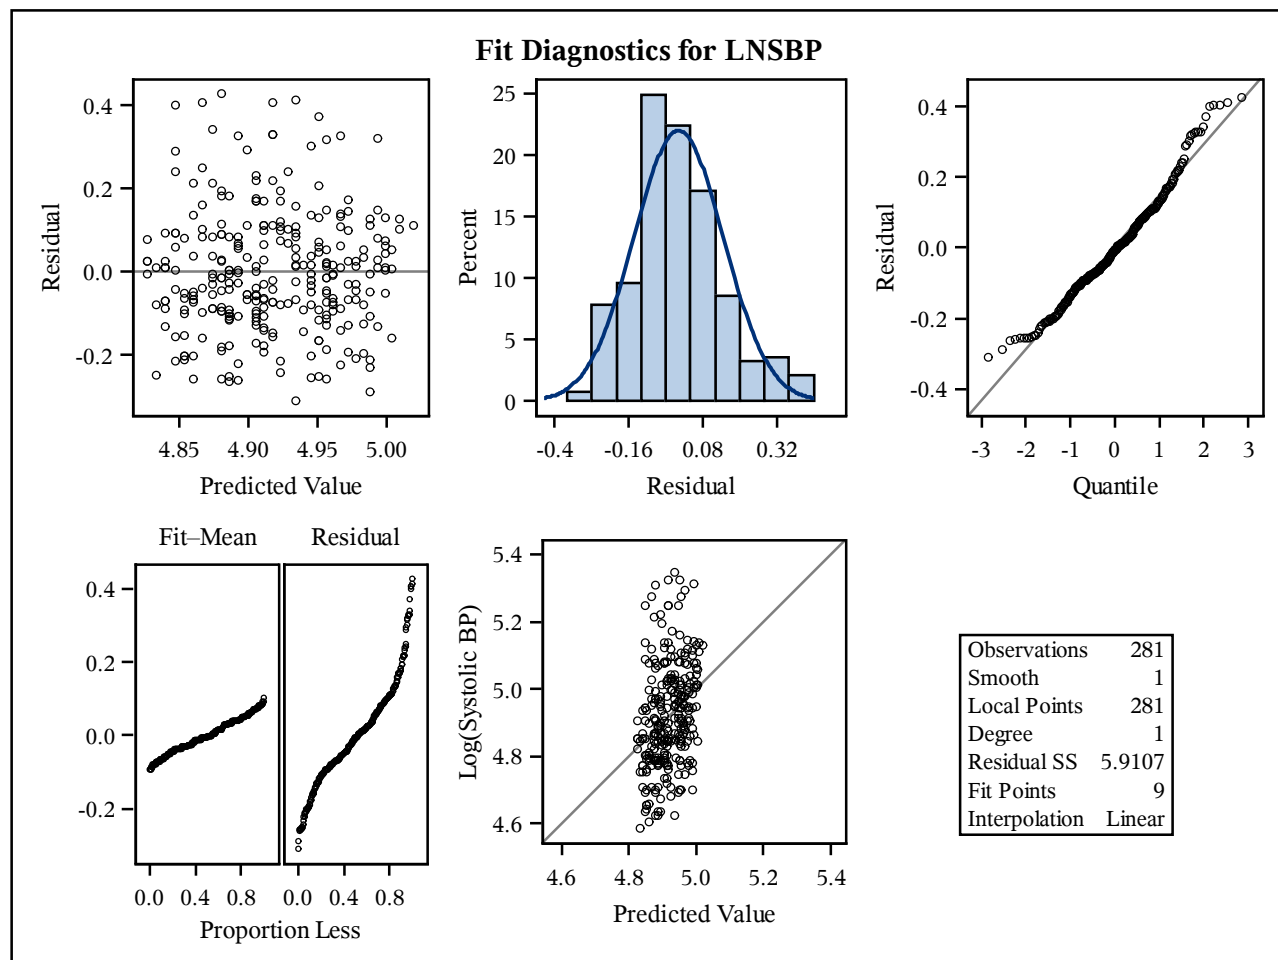 Fit Diagnostics for LNSBP
0.4
0.2
0.0
-0.2
Residual
4.85 4.90 4.95 5.00
Predicted Value
25
20
15
10
5
0
Percent
-0.4 -0.16 0.08 0.32
Residual
0.4
0.2
0.0
-0.2
-0.4
Residual
-3 -2 -1 0 1 2 3
Quantile
Fit–Mean Residual
0.4
0.2
0.0
-0.2
0.0 0.4 0.8 0.0 0.4 0.8
Proportion Less
5.4
5.2
5.0
4.8
4.6
Log(Systolic BP)
4.6 4.8 5.0 5.2 5.4
Predicted Value
Observations 281
Smooth 1
Local Points 281
Degree 1
Residual SS 5.9107
Fit Points 9
Interpolation Linear